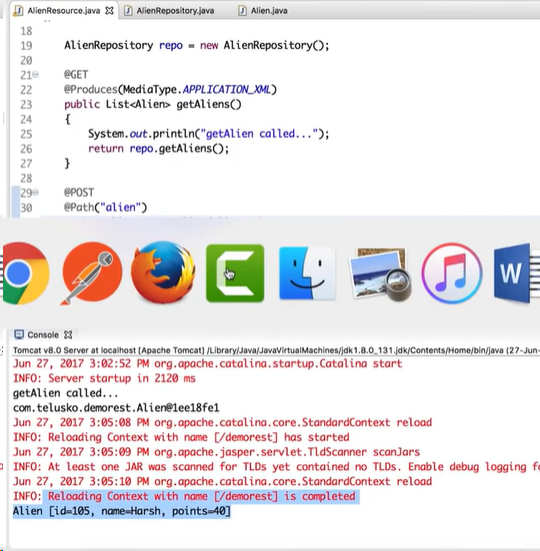 AlienResource.java AlienRepository.java Alien.java
18
19 AlienRepository repo = new AlienRepository();
20
21 @GET
22 @Produces(MediaType.APPLICATION_XML)
23 public List<Alien> getAliens()
24 {
25 System.out.println("getAlien called...");
26 return repo.getAliens();
27 }
28
29 @POST
30 @Path("alien")
W
Console
Tomcat v8.0 Server at localhost [Apache Tomcat] /Library/Java/JavaVirtualMachines/jdk1.8.0_131.jdk/Contents/Home/bin/java (27-Jun-
Jun 27, 2017 3:02:52 PM org.apache.catalina.startup.Catalina start
INFO: Server startup in 2120 ms
getAlien called...
com.telusko.demorest.Alien@1ee18fe1
Jun 27, 2017 3:05:08 PM org.apache.catalina.core.StandardContext reload
INFO: Reloading Context with name [/demorest] has started
Jun 27, 2017 3:05:09 PM org.apache.jasper.servlet.TldScanner scanJars
INFO: At least one JAR was scanned for TLDs yet contained no TLDs. Enable debug logging fo
Jun 27, 2017 3:05:10 PM org.apache.catalina.core.StandardContext reload
INFO: Reloading Context with name [/demorest] is completed
Alien [id=105, name=Harsh, points=40]